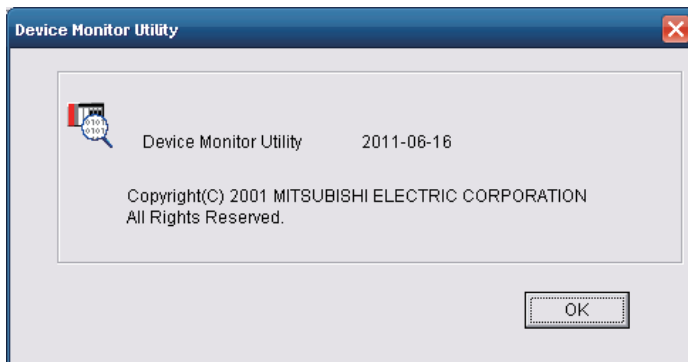 Device Monitor Utility
Device Monitor Utility 2011-06-16
Copyright(C) 2001 MITSUBISHI ELECTRIC CORPORATION
All Rights Reserved.
OK